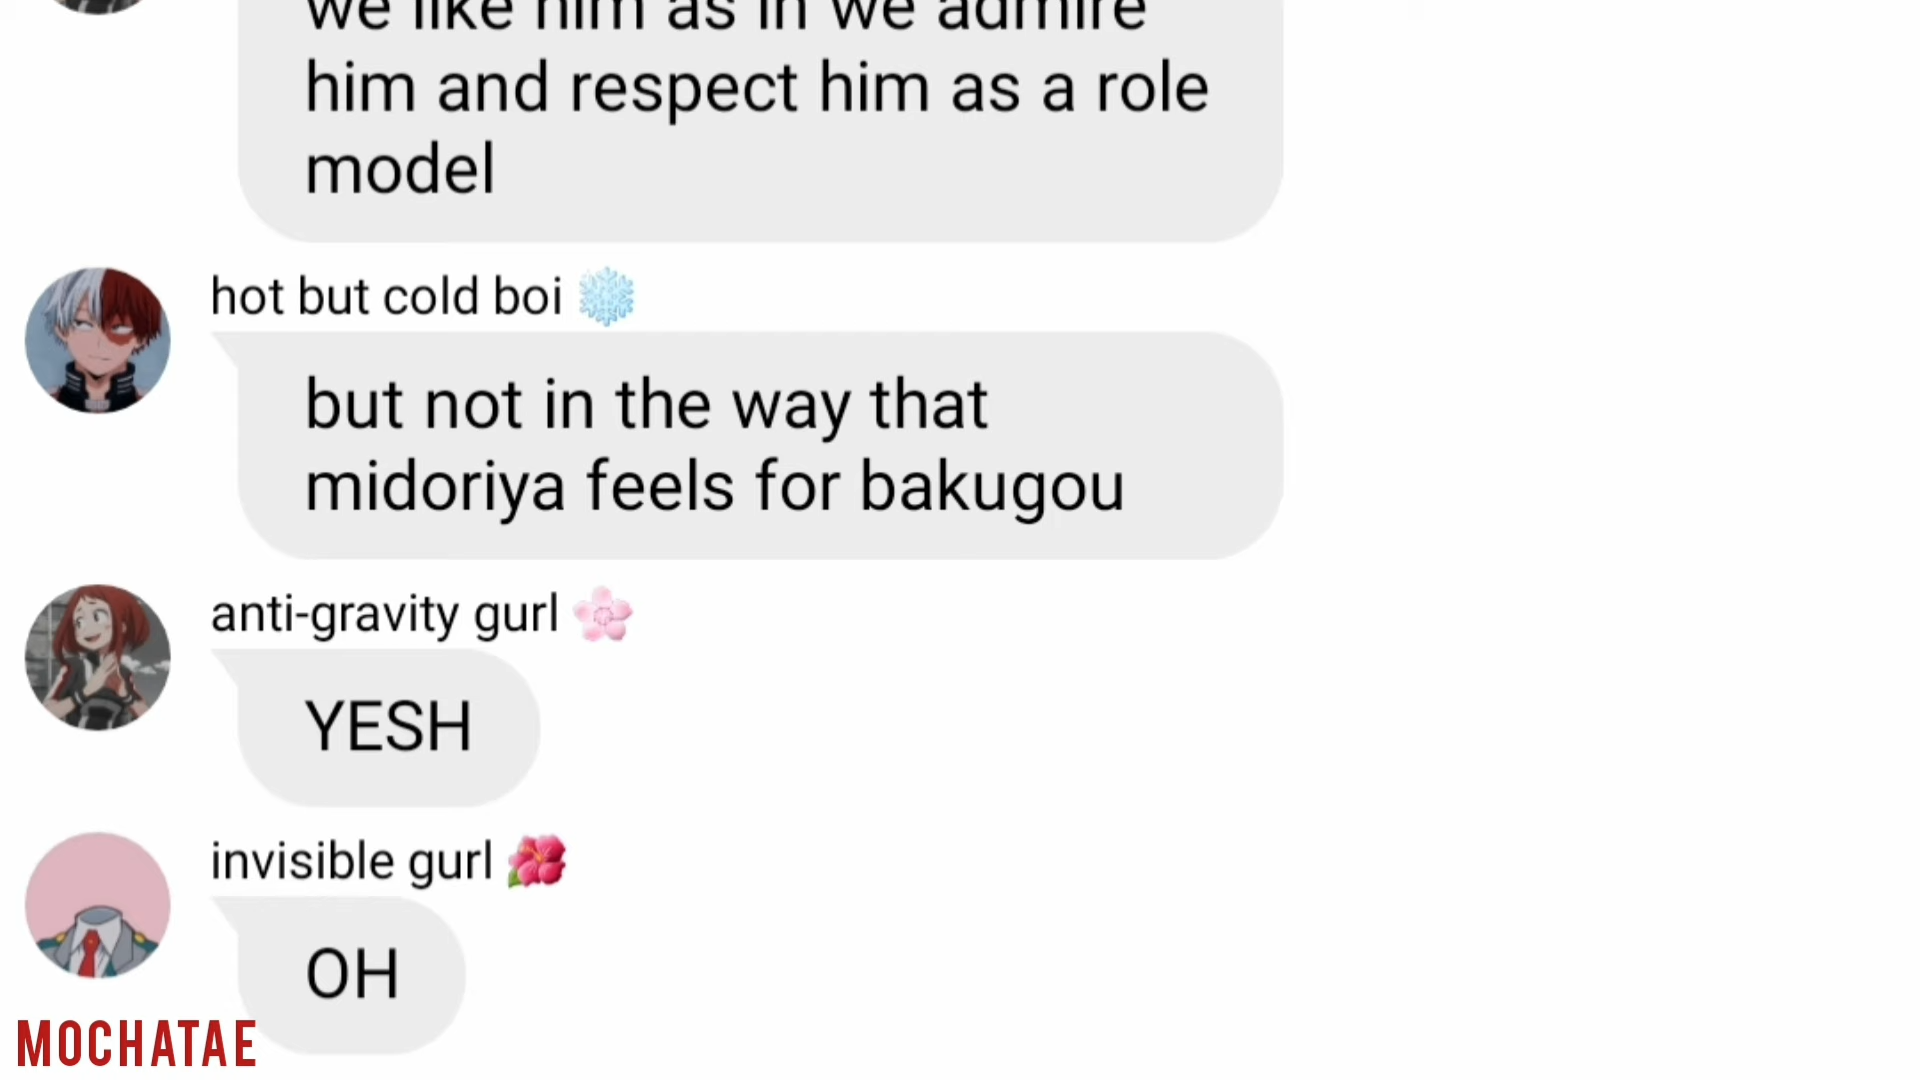 we like him as in we admire
him and respect him as a role
model
hot but cold boi ❄️
but not in the way that
midoriya feels for bakugou
anti-gravity gurl 🌸
YESH
invisible gurl 🌺
OH
MOCHATAE